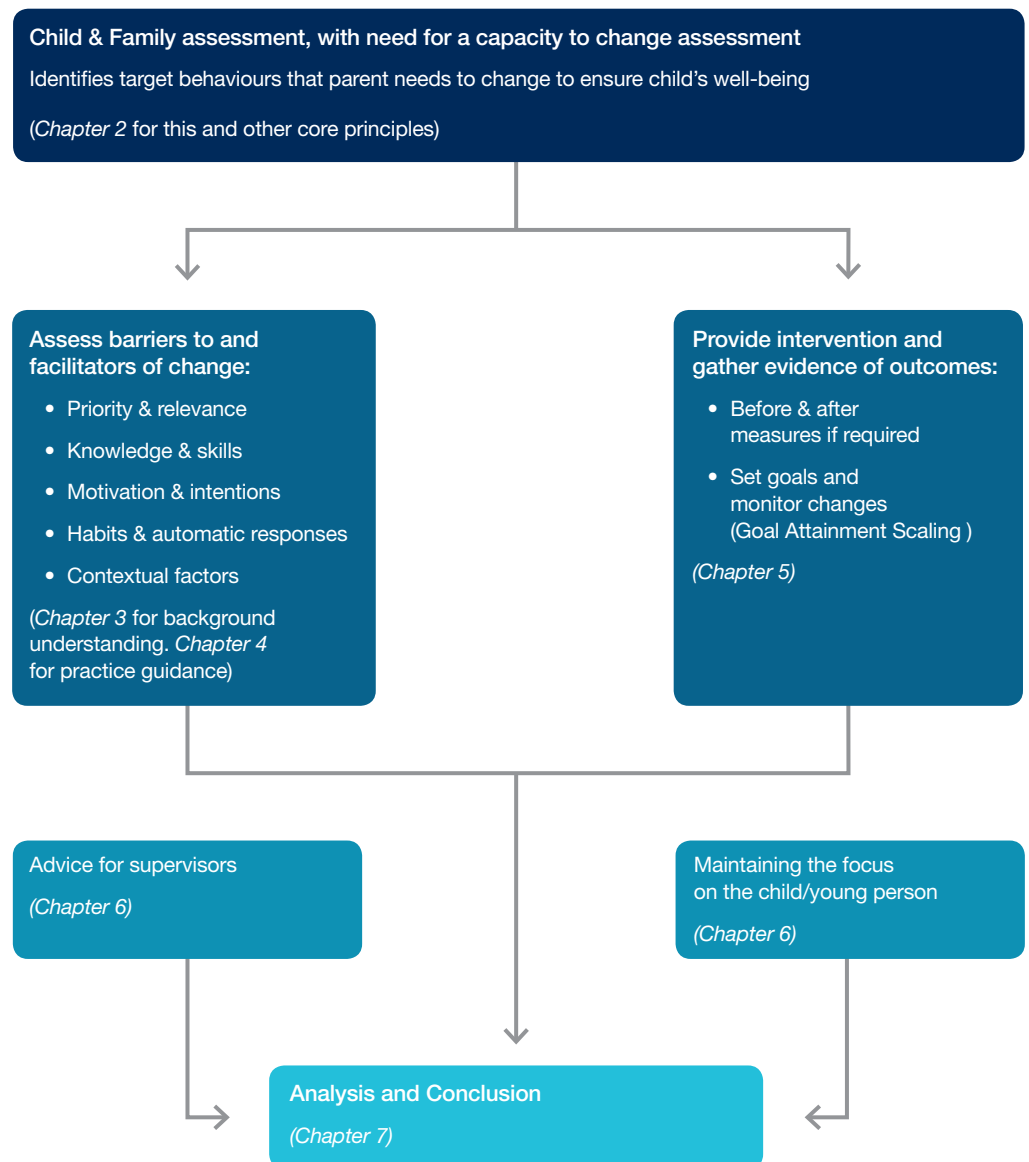 Child & Family assessment, with need for a capacity to change assessment
Identifies target behaviours that parent needs to change to ensure child's well-being
(Chapter 2 for this and other core principles)
Assess barriers to and
facilitators of change:
• Priority & relevance
• Knowledge & skills
• Motivation & intentions
• Habits & automatic responses
• Contextual factors
(Chapter 3 for background
understanding. Chapter 4
for practice guidance)
Provide intervention and
gather evidence of outcomes:
• Before & after
measures if required
• Set goals and
monitor changes
(Goal Attainment Scaling )
(Chapter 5)
Advice for supervisors
(Chapter 6)
Maintaining the focus
on the child/young person
(Chapter 6)
Analysis and Conclusion
(Chapter 7)